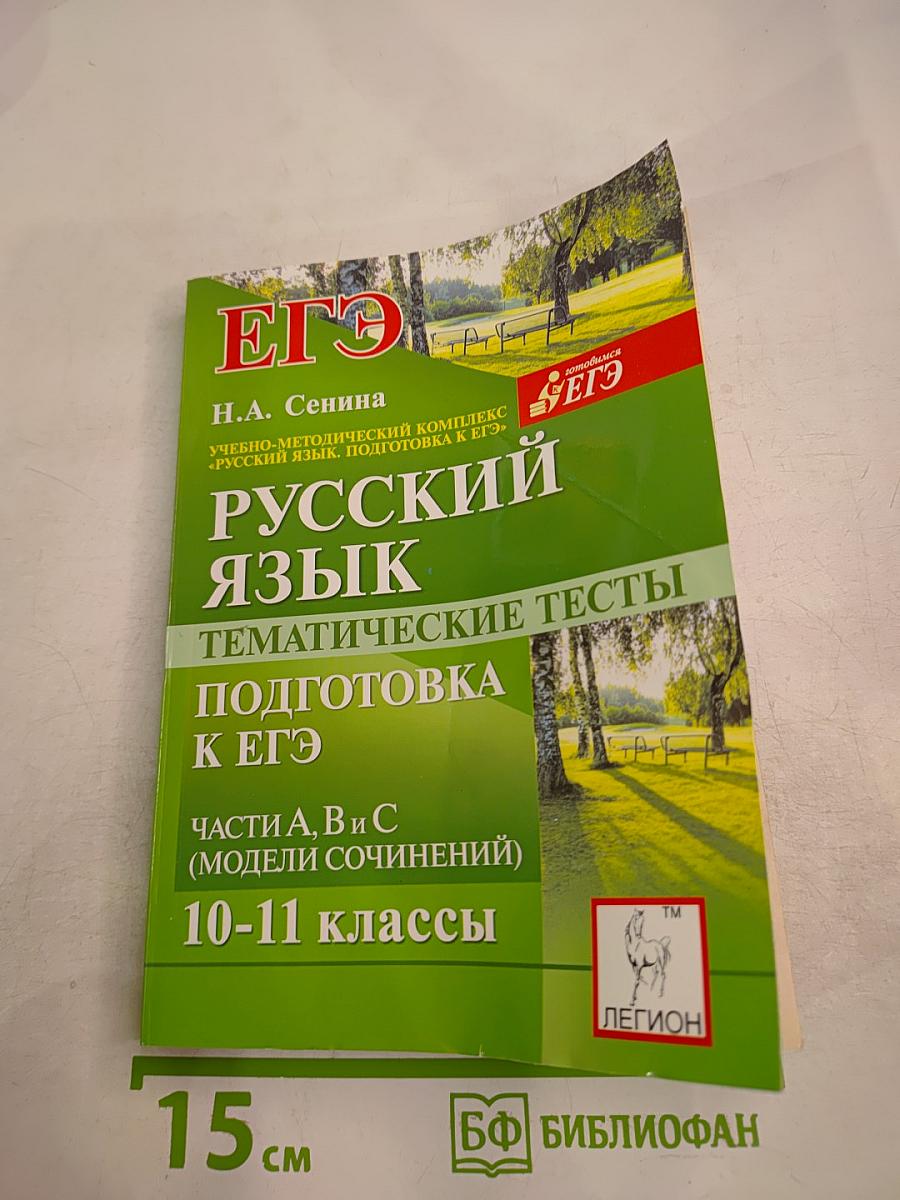 ЕГЭ
готовимся
к ЕГЭ
Н.А. Сенина
УЧЕБНО-МЕТОДИЧЕСКИЙ КОМПЛЕКС
«РУССКИЙ ЯЗЫК. ПОДГОТОВКА К ЕГЭ»
РУССКИЙ
ЯЗЫК
ТЕМАТИЧЕСКИЕ ТЕСТЫ
ПОДГОТОВКА
К ЕГЭ
ЧАСТИ А, В и С
(МОДЕЛИ СОЧИНЕНИЙ)
10-11 классы
TM
ЛЕГИОН
15 см
БФ БИБЛИОФАН